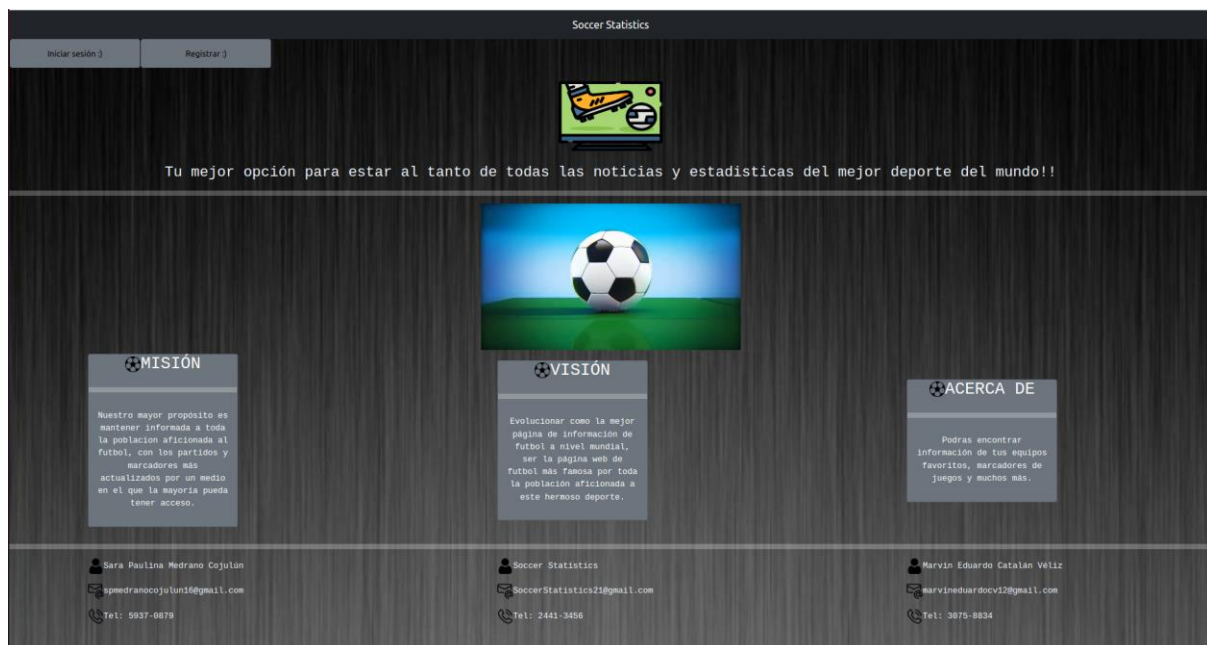 Soccer Statistics
Iniciar sesión :)
Registrar :)
Tu mejor opción para estar al tanto de todas las noticias y estadisticas del mejor deporte del mundo!!
MISIÓN
Nuestro mayor propósito es
mantener informada a toda
la poblacion aficionada al
futbol, con los partidos y
marcadores más
actualizados por un medio
en el que la mayoría pueda
tener acceso.
VISIÓN
Evolucionar como la mejor
página de información de
futbol a nivel mundial,
ser la página web de
futbol más famosa por toda
la población aficionada a
este hermoso deporte.
ACERCA DE
Podras encontrar
información de tus equipos
favoritos, marcadores de
juegos y muchos más.
Sara Paulina Medrano Cojulún
spmedranocojulun16@gmail.com
Tel: 5937-0879
Soccer Statistics
SoccerStatistics21@gmail.com
Tel: 2441-3456
Marvin Eduardo Catalán Véliz
marvineduardocv12@gmail.com
Tel: 3075-8834